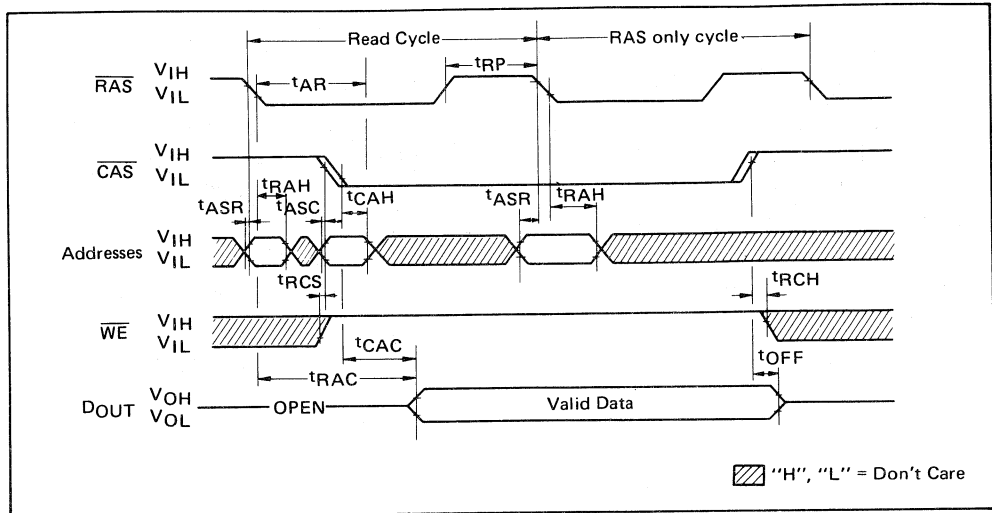 Read Cycle RAS only cycle
RAS VIH
VIL
tAR tRP
CAS VIH
VIL
tRAH tCAH tRAH
tASR tASC tASR
Addresses VIH
VIL
tRCS tRCH
WE VIH
VIL
tCAC tOFF
tRAC
DOUT VOH
VOL
OPEN Valid Data
"H", "L" = Don't Care